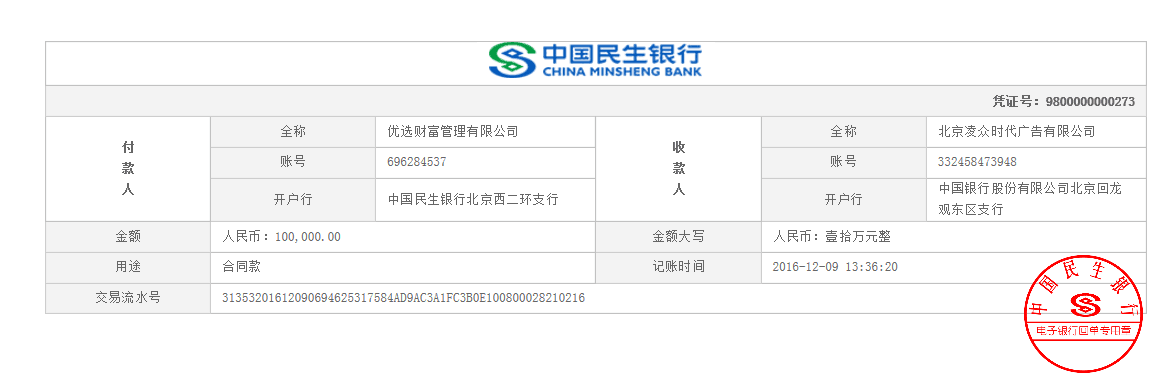 中国民生银行
CHINA MINSHENG BANK
凭证号：9800000000273
付款人
全称
优选财富管理有限公司
收款人
全称
北京凌众时代广告有限公司
账号
696284537
账号
332458473948
开户行
中国民生银行北京西二环支行
开户行
中国银行股份有限公司北京回龙
观东区支行
金额
人民币：100,000.00
金额大写
人民币：壹拾万元整
用途
合同款
记账时间
2016-12-09 13:36:20
交易流水号
31353201612090694625317584AD9AC3A1FC3B0E100800028210216
中国民生银行
电子银行回单专用章